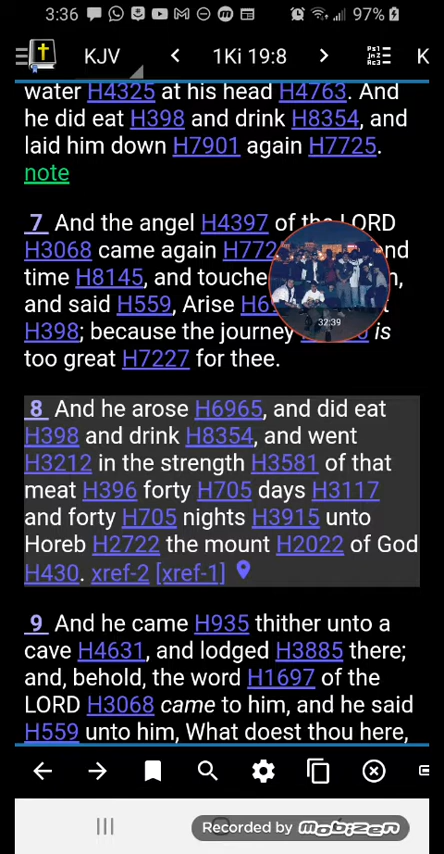 3:36 97%
KJV < 1Ki 19:8 > K
water H4325 at his head H4763. And
he did eat H398 and drink H8354, and
laid him down H7901 again H7725.
note
7 And the angel H4397 of the LORD
H3068 came again H772 nd
time H8145, and touche n,
and said H559, Arise H6 t
H398; because the journey is
too great H7227 for thee.
32:39
8 And he arose H6965, and did eat
H398 and drink H8354, and went
H3212 in the strength H3581 of that
meat H396 forty H705 days H3117
and forty H705 nights H3915 unto
Horeb H2722 the mount H2022 of God
H430. xref-2 [xref-1]
9 And he came H935 thither unto a
cave H4631, and lodged H3885 there;
and, behold, the word H1697 of the
LORD H3068 came to him, and he said
H559 unto him, What doest thou here,
Recorded by Mobizen